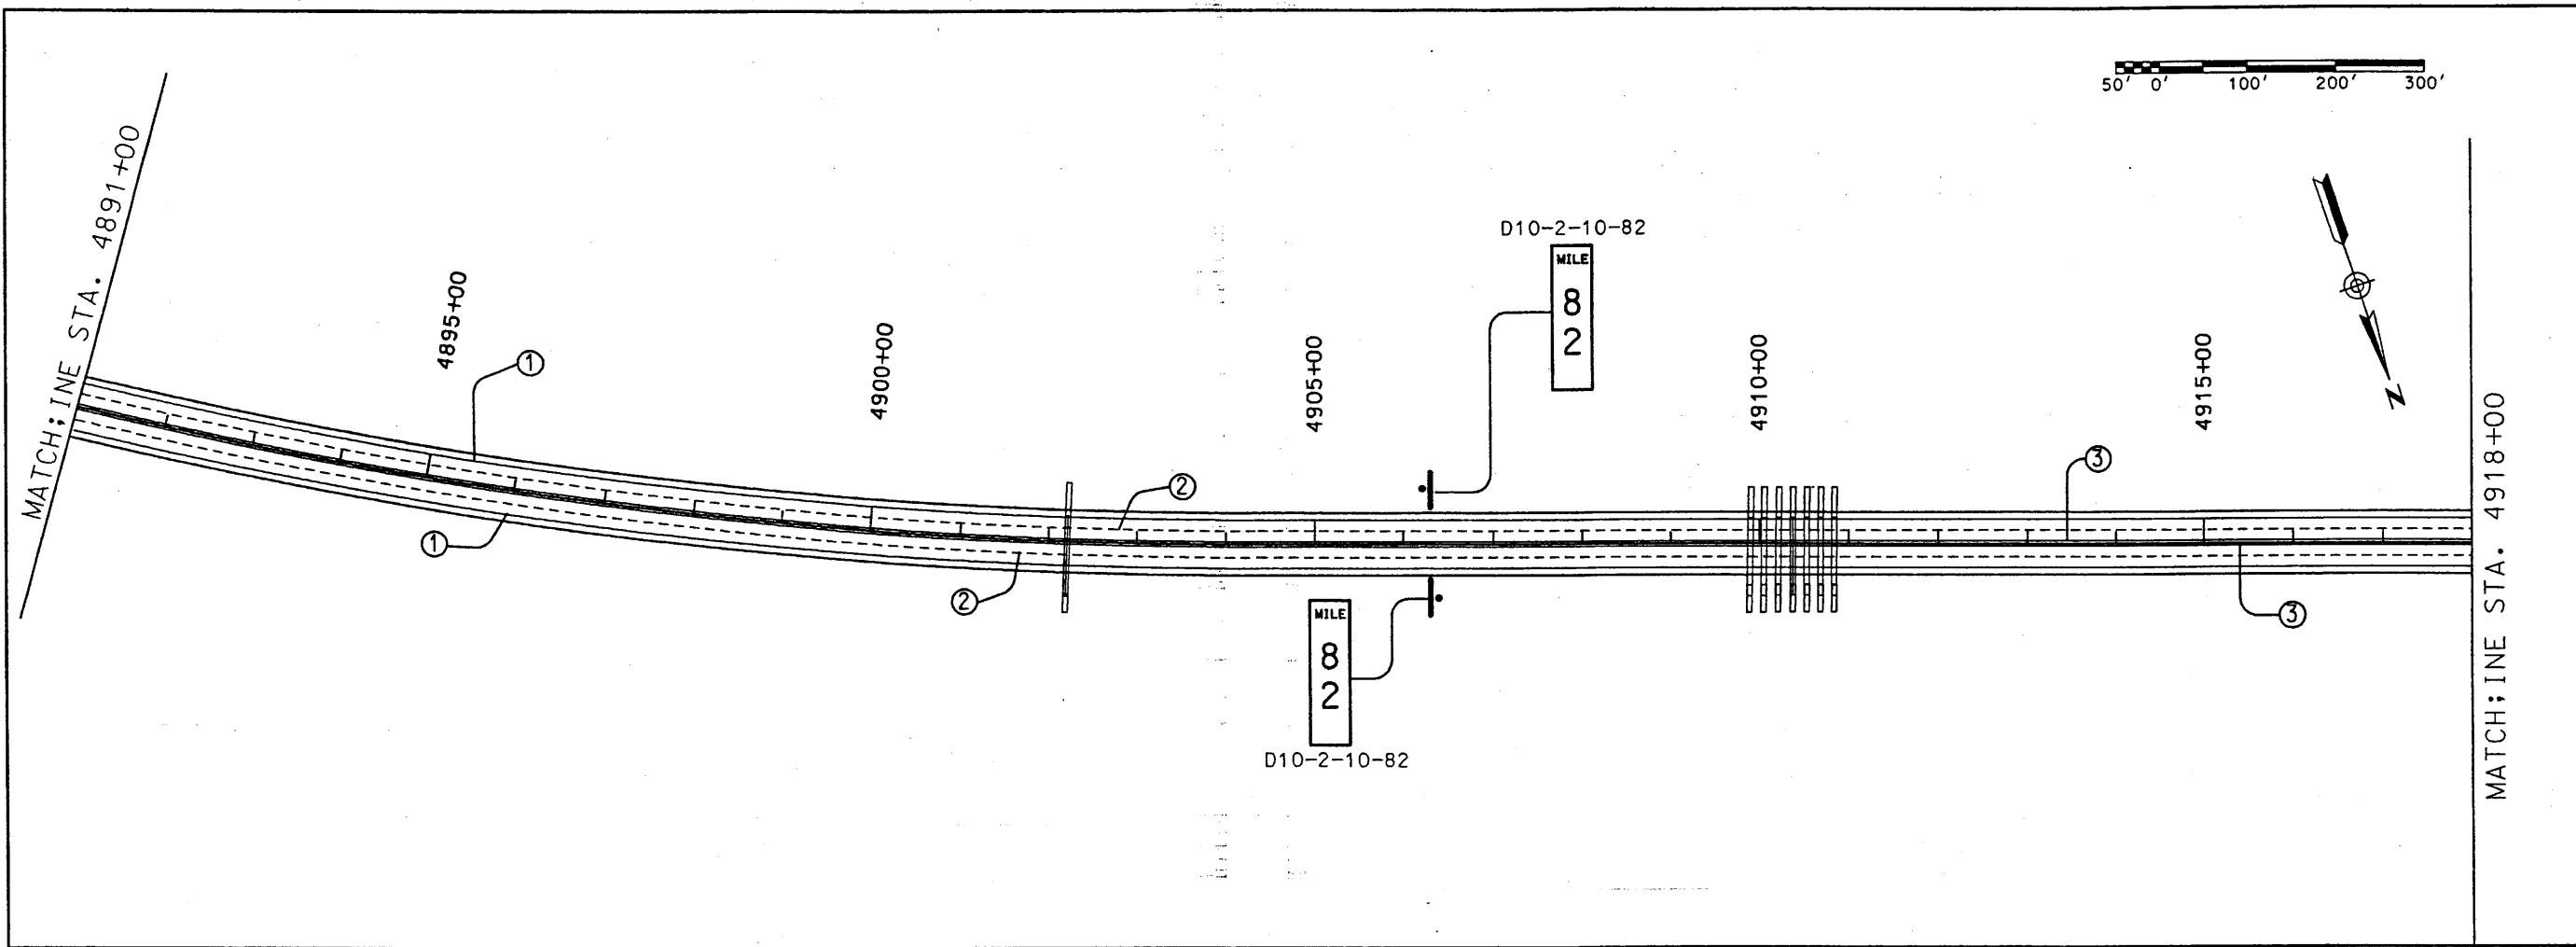 50' 0' 100' 200' 300'
MATCH;INE STA. 4891+00
4895+00
4900+00
4905+00
4910+00
4915+00
MATCH;INE STA. 4918+00
D10-2-10-82
MILE
8
2
N
1
2
3
1
2
3
MILE
8
2
D10-2-10-82